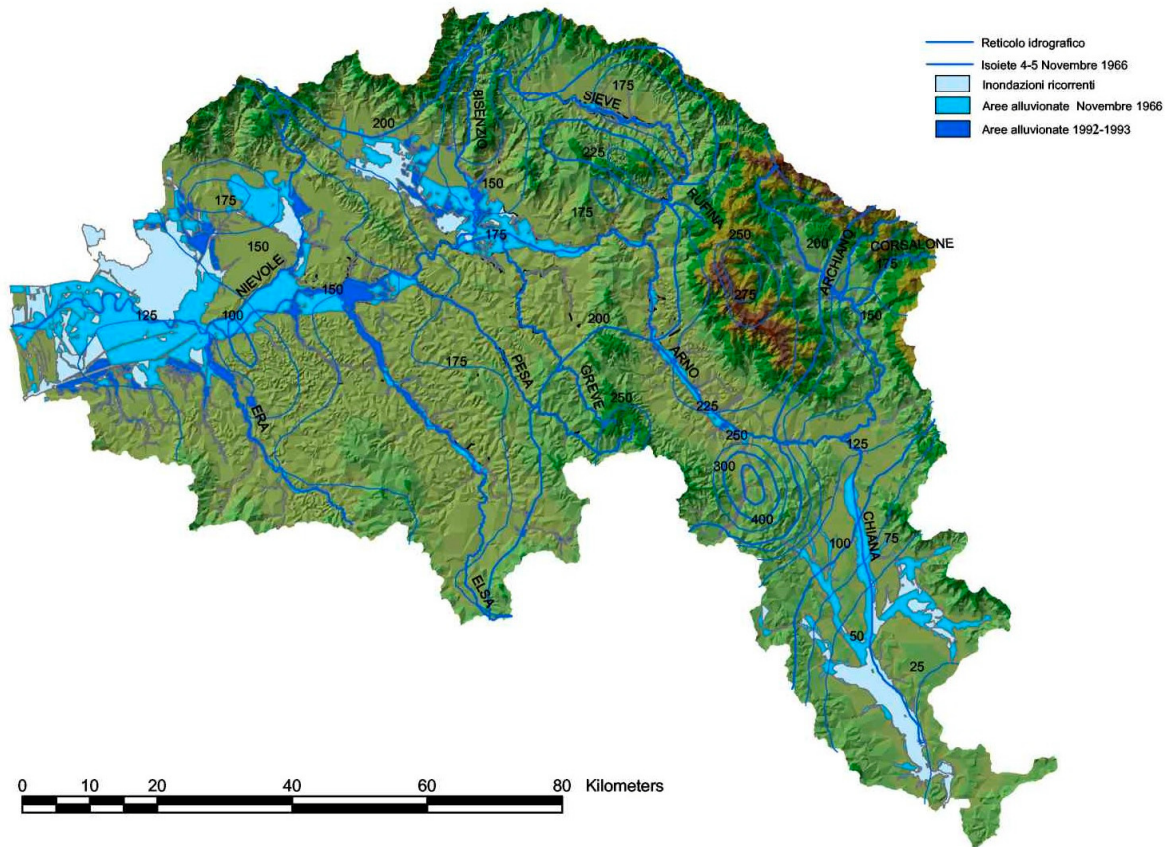 Reticolo idrografico
Isoiete 4-5 Novembre 1966
Inondazioni ricorrenti
Aree alluvionate Novembre 1966
Aree alluvionate 1992-1993
175
SIEVE
BISENZIO
200
225
150
RUFINA
175
175
250
200
ARCHIANO
CORSALONE
175
175
150
NIEVOLE
275
150
150
125
100
200
175
PESA
GREVE
ARNO
250
225
ERA
250
125
300
400
CHIANA
100
75
ELSA
50
25
0 10 20 40 60 80 Kilometers